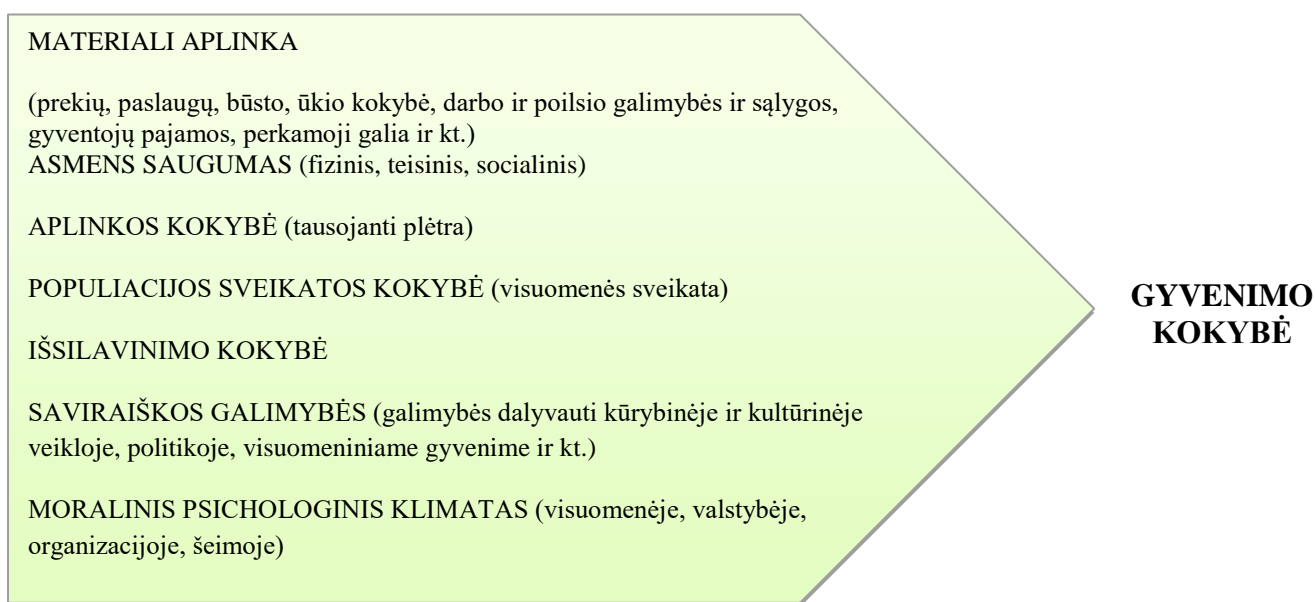 MATERIALI APLINKA
(prekių, paslaugų, būsto, ūkio kokybė, darbo ir poilsio galimybės ir sąlygos,
gyventojų pajamos, perkamoji galia ir kt.)
ASMENS SAUGUMAS (fizinis, teisinis, socialinis)
APLINKOS KOKYBĖ (tausojanti plėtra)
POPULIACIJOS SVEIKATOS KOKYBĖ (visuomenės sveikata)
IŠSILAVINIMO KOKYBĖ
SAVIRAIŠKOS GALIMYBĖS (galimybės dalyvauti kūrybinėje ir kultūrinėje
veikloje, politikoje, visuomeniniame gyvenime ir kt.)
MORALINIS PSICHOLOGINIS KLIMATAS (visuomenėje, valstybėje,
organizacijoje, šeimoje)
GYVENIMO
KOKYBĖ